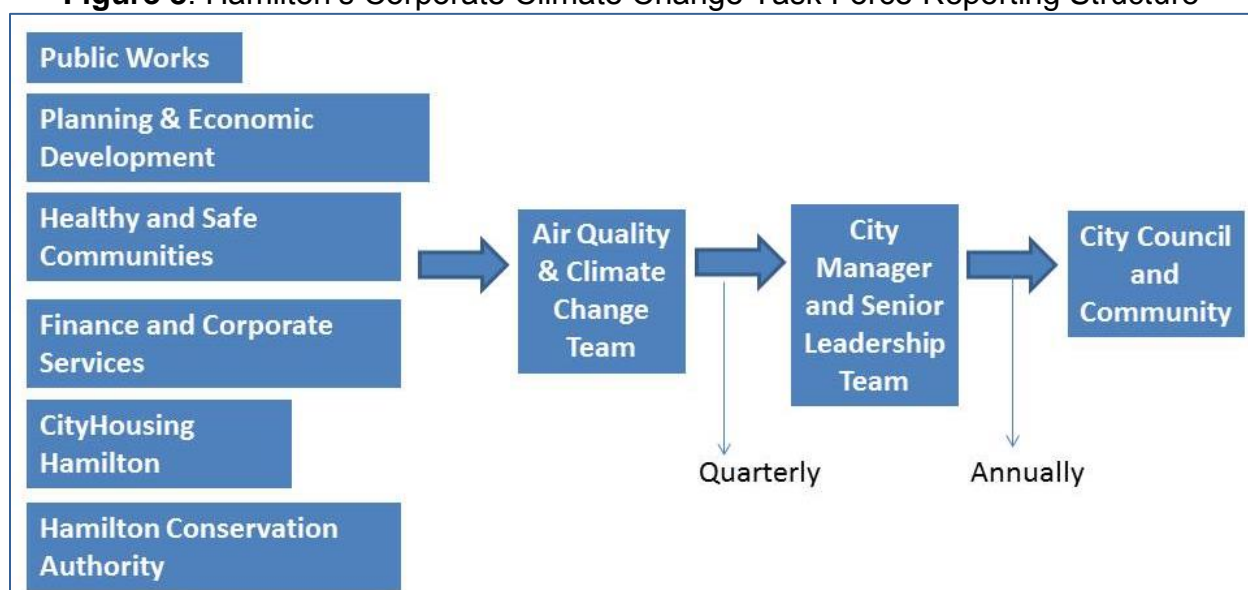 Hamilton's Corporate Climate Change Task Force Reporting Structure
Public Works
Planning & Economic
Development
Healthy and Safe
Communities
Finance and Corporate
Services
CityHousing
Hamilton
Hamilton Conservation
Authority
Air Quality
& Climate
Change
Team
Quarterly
City
Manager
and Senior
Leadership
Team
Annually
City Council
and
Community